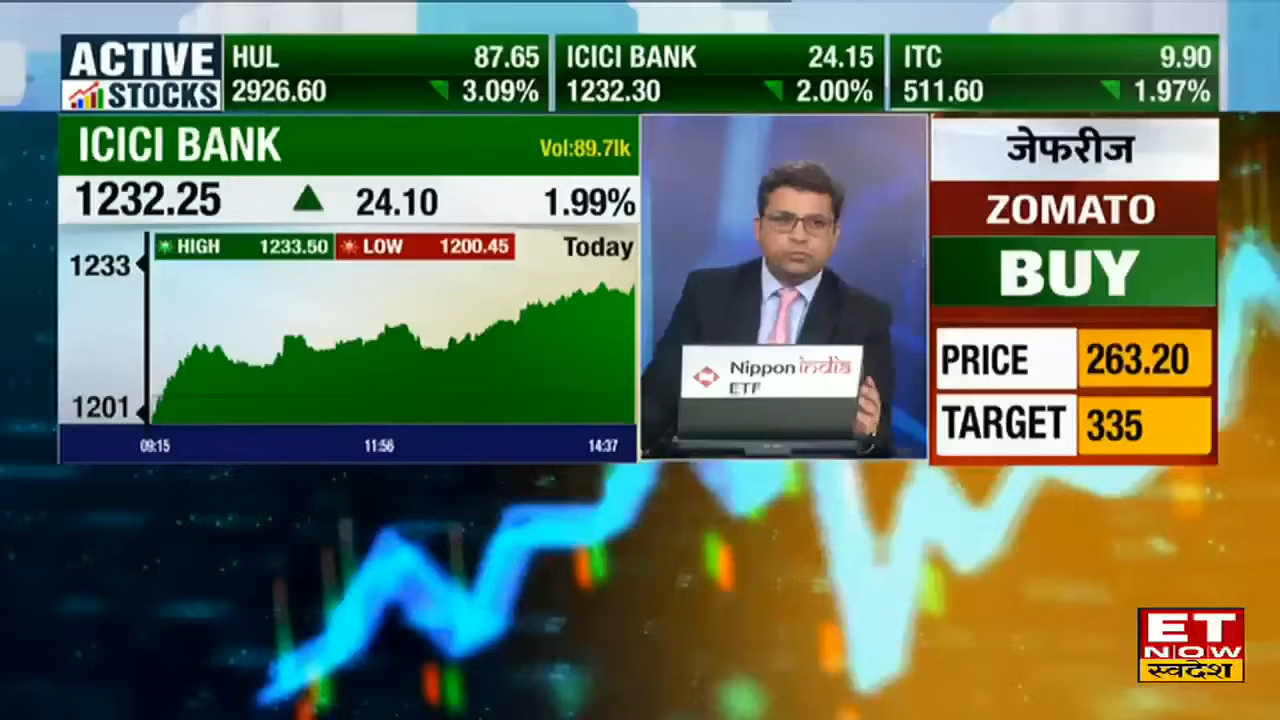 ACTIVE
STOCKS
HUL 87.65
2926.60 3.09%
ICICI BANK 24.15
1232.30 2.00%
ITC 9.90
511.60 1.97%
ICICI BANK Vol:89.7lk
1232.25 24.10 1.99%
HIGH 1233.50 LOW 1200.45 Today
1233
1201
09:15 11:56 14:37
Nippon india
ETF
जेफरीज
ZOMATO
BUY
PRICE 263.20
TARGET 335
ET
NOW
स्वदेश